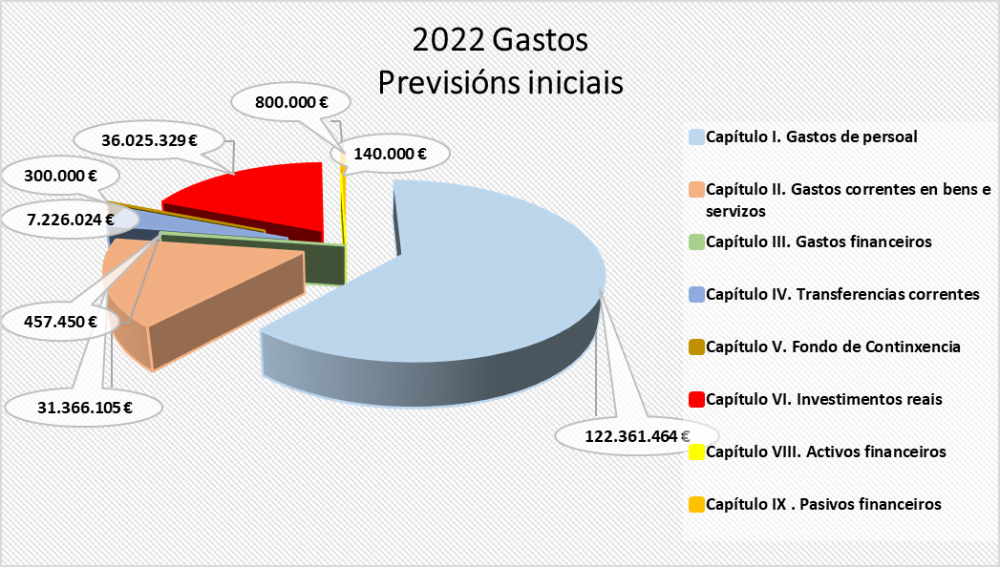 2022 Gastos
Previsións iniciais
800.000 €
36.025.329 €
140.000 €
300.000 €
7.226.024 €
457.450 €
31.366.105 €
122.361.464 €
Capítulo I. Gastos de persoal
Capítulo II. Gastos correntes en bens e
servizos
Capítulo III. Gastos financeiros
Capítulo IV. Transferencias correntes
Capítulo V. Fondo de Continxencia
Capítulo VI. Investimentos reais
Capítulo VIII. Activos financeiros
Capítulo IX . Pasivos financeiros